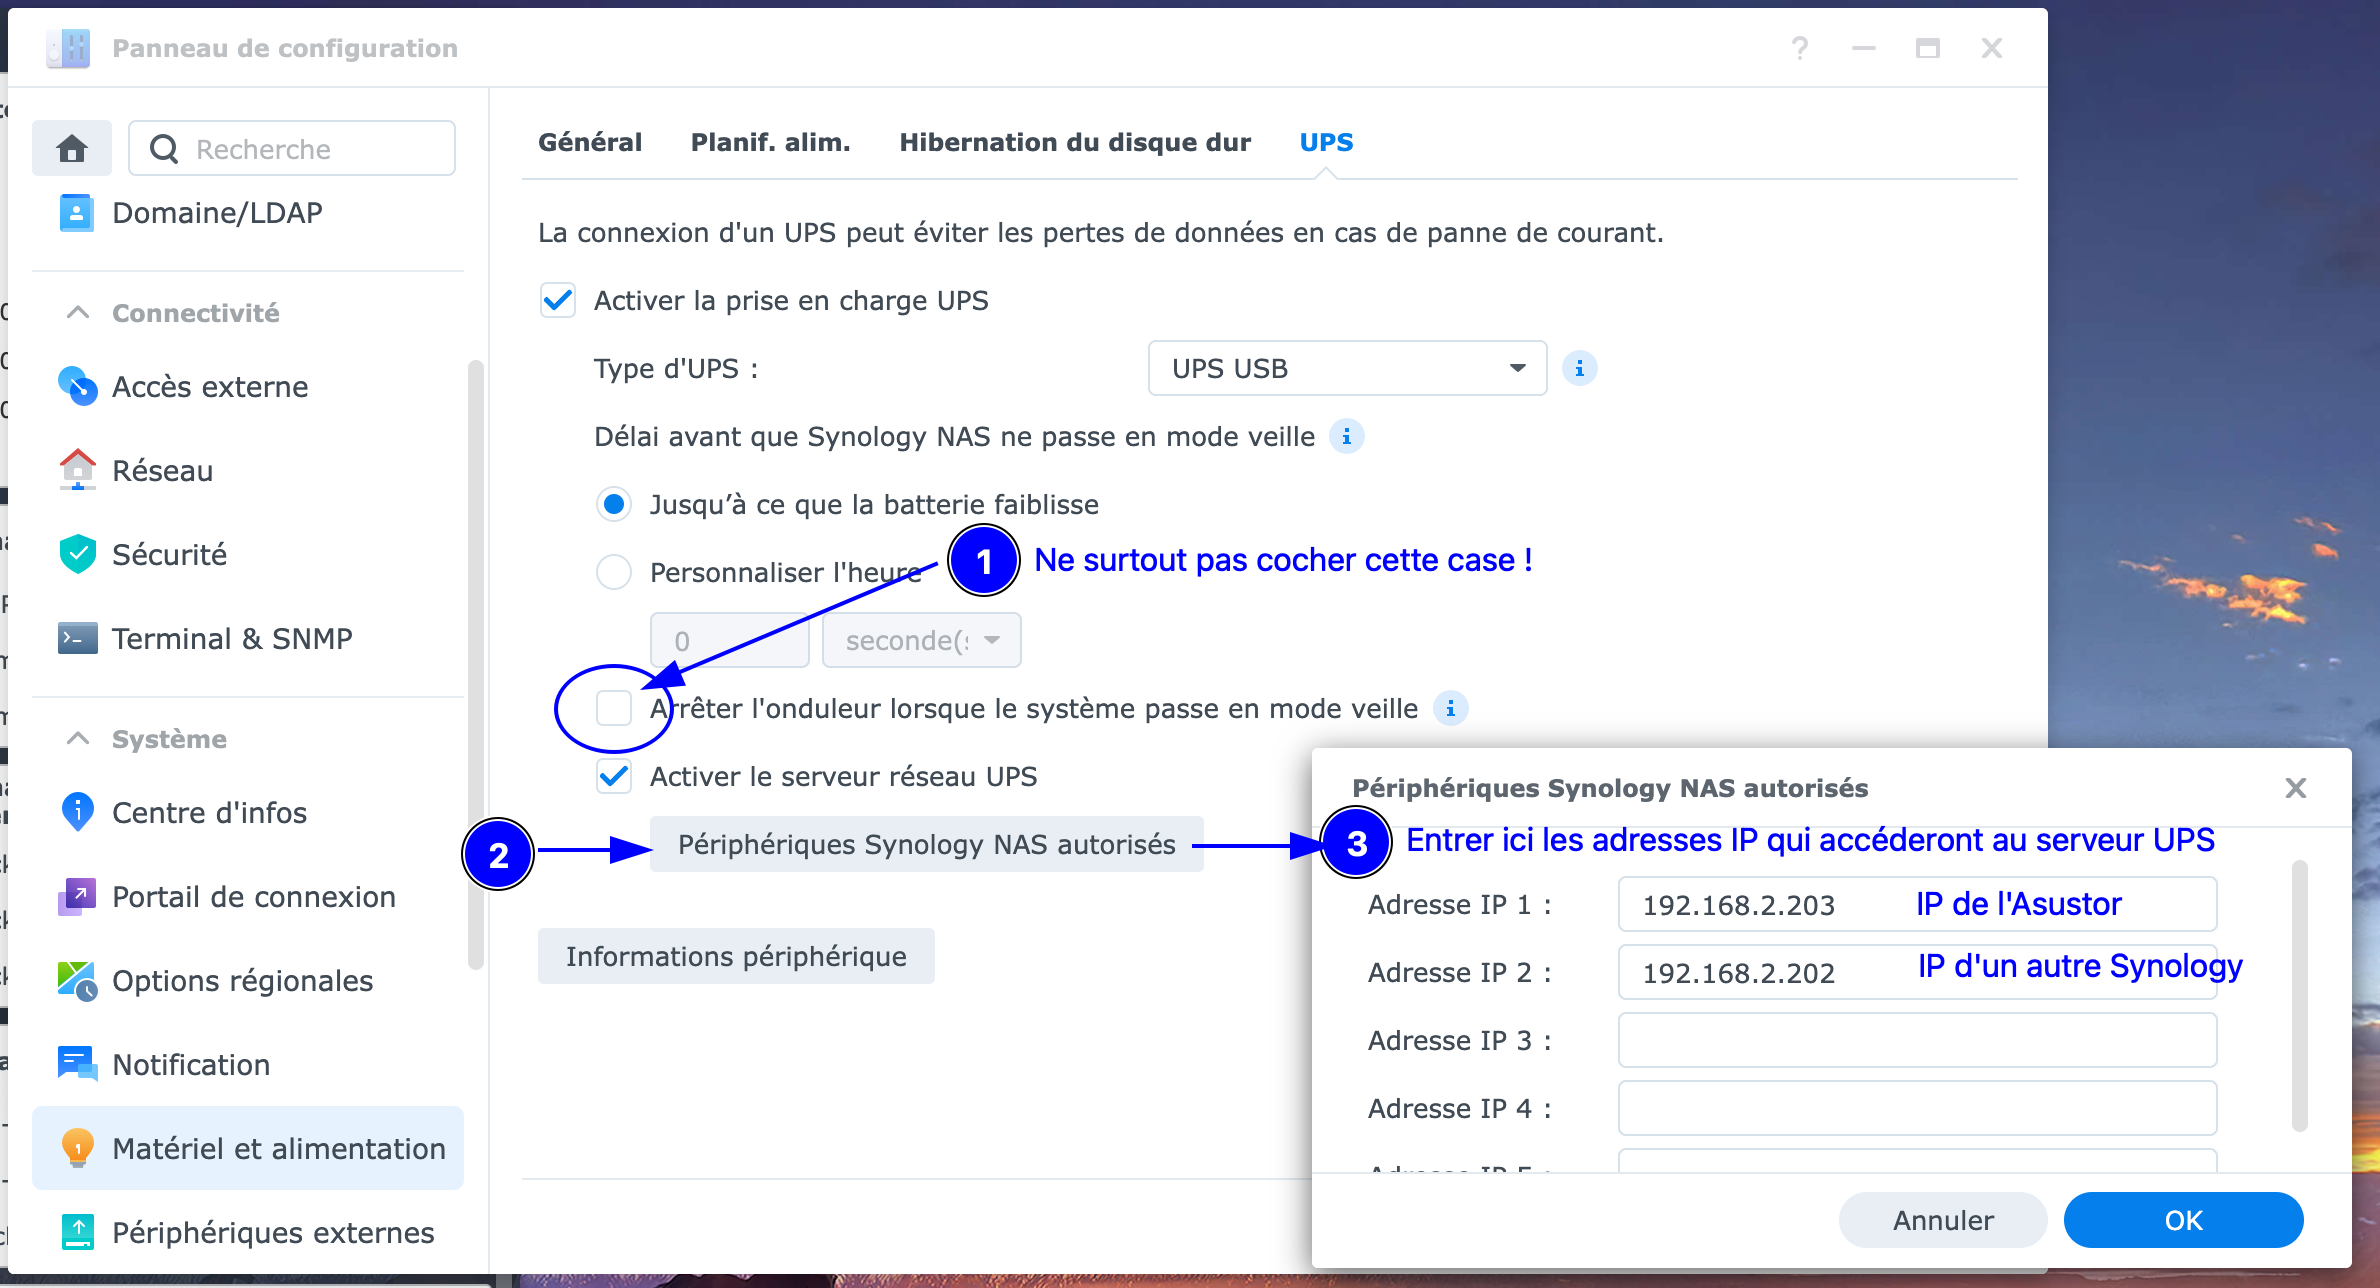 Panneau de configuration
?
Recherche
Domaine/LDAP
Connectivité
Accès externe
Réseau
Sécurité
Terminal & SNMP
Système
Centre d'infos
Portail de connexion
Options régionales
Notification
Matériel et alimentation
Périphériques externes
Général
Planif. alim.
Hibernation du disque dur
UPS
La connexion d'un UPS peut éviter les pertes de données en cas de panne de courant.
Activer la prise en charge UPS
Type d'UPS :
UPS USB
Délai avant que Synology NAS ne passe en mode veille
Jusqu’à ce que la batterie faiblisse
1
Ne surtout pas cocher cette case !
Personnaliser l'heure
0
seconde(s
Arrêter l'onduleur lorsque le système passe en mode veille
Activer le serveur réseau UPS
2
Périphériques Synology NAS autorisés
Informations périphérique
Périphériques Synology NAS autorisés
3
Entrer ici les adresses IP qui accéderont au serveur UPS
Adresse IP 1 :
192.168.2.203
IP de l'Asustor
Adresse IP 2 :
192.168.2.202
IP d'un autre Synology
Adresse IP 3 :
Adresse IP 4 :
Adresse IP 5 :
Annuler
OK